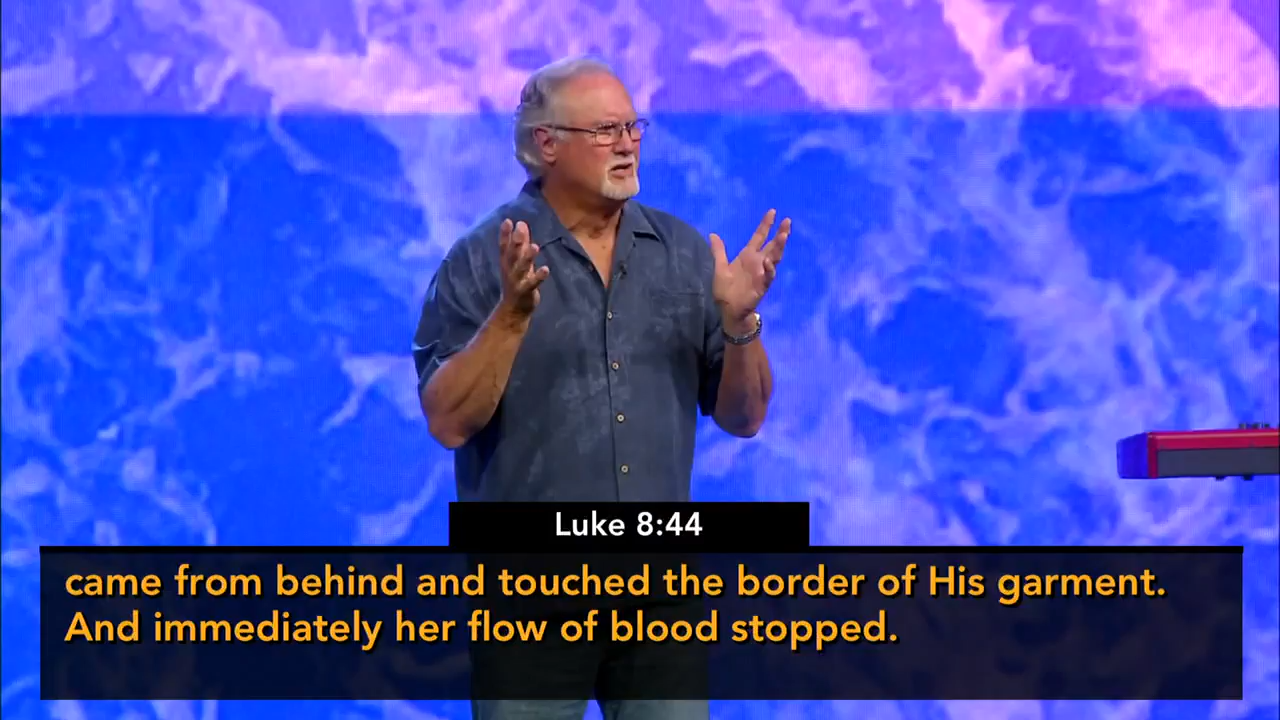 Luke 8:44
came from behind and touched the border of His garment.
And immediately her flow of blood stopped.